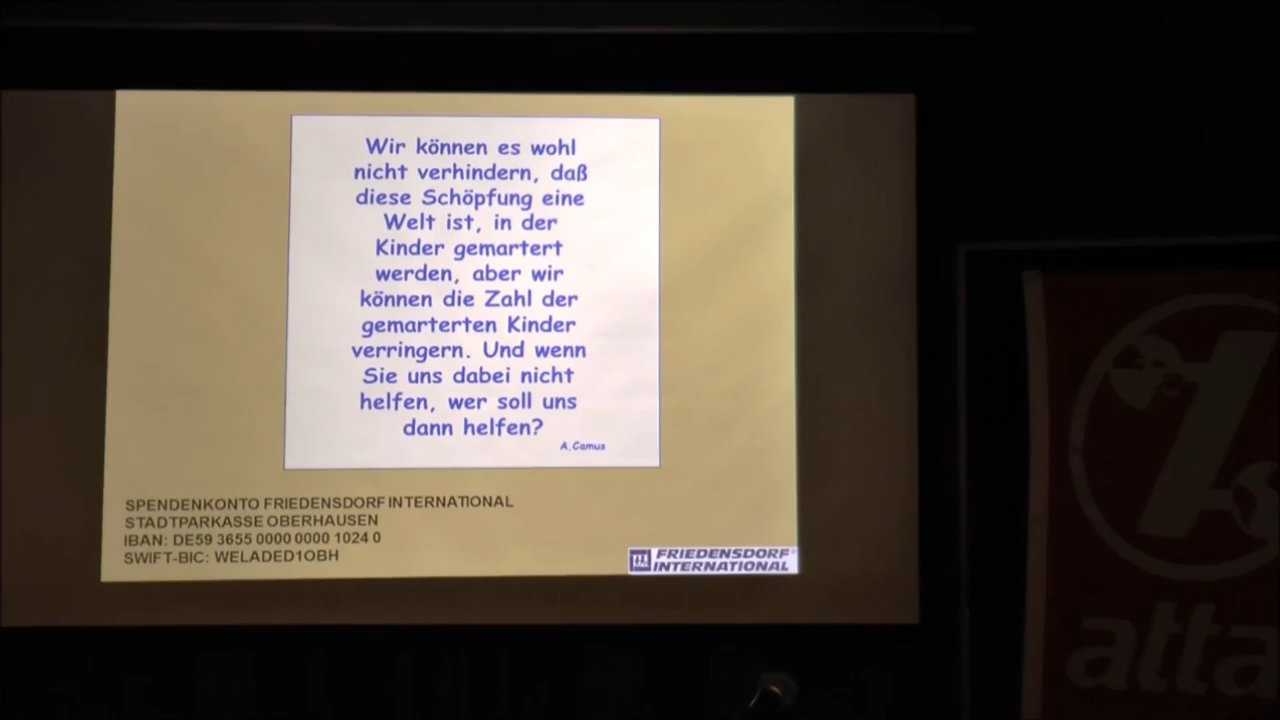 Wir können es wohl
nicht verhindern, daß
diese Schöpfung eine
Welt ist, in der
Kinder gemartert
werden, aber wir
können die Zahl der
gemarterten Kinder
verringern. Und wenn
Sie uns dabei nicht
helfen, wer soll uns
dann helfen?
A.Camus
SPENDENKONTO FRIEDENSDORF INTERNATIONAL
STADTPARKASSE OBERHAUSEN
IBAN: DE59 3655 0000 0000 1024 0
SWIFT-BIC: WELADED1OBH
FRIEDENSDORF
INTERNATIONAL
atta